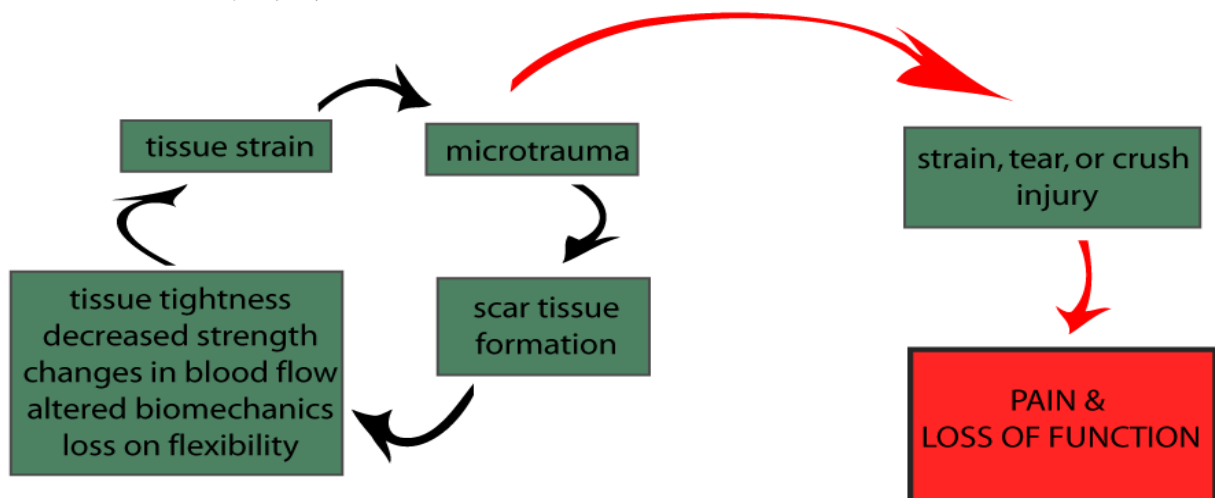 tissue strain
microtrauma
strain, tear, or crush
injury
tissue tightness
decreased strength
changes in blood flow
altered biomechanics
loss on flexibility
scar tissue
formation
PAIN &
LOSS OF FUNCTION